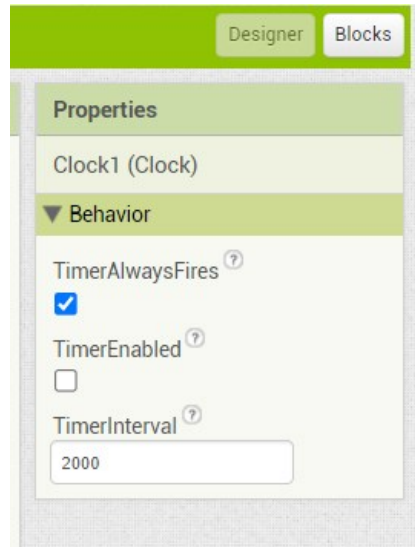 Designer Blocks
Properties
Clock1 (Clock)
Behavior
TimerAlwaysFires ?
TimerEnabled ?
TimerInterval ?
2000